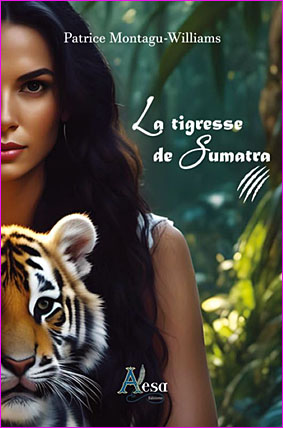 Patrice Montagu-Williams
La tigresse
de Sumatra
Aesa
Editions